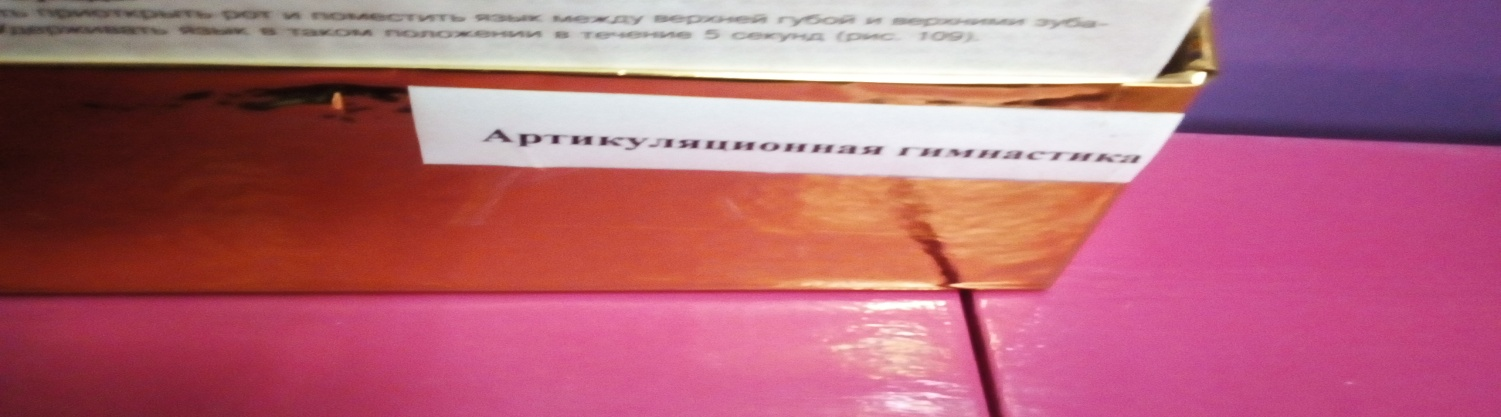 приоткрыть рот и поместить язык между верхней губой и верхними зуба-
удерживать язык в таком положении в течение 5 секунд (рис. 109).
Артикуляционная гимнастика